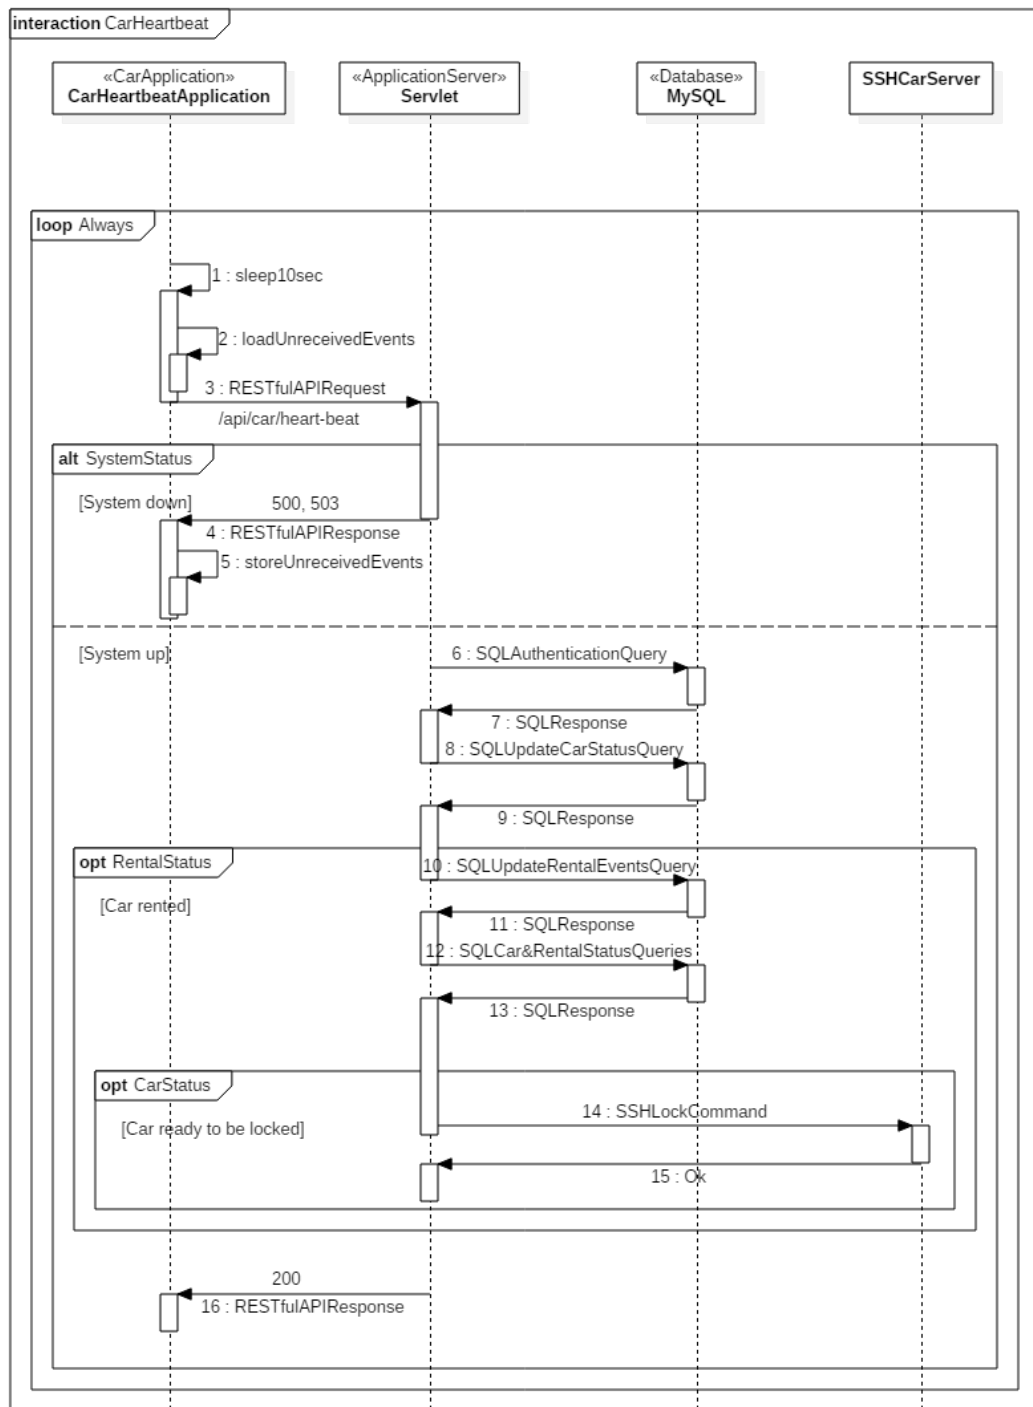 interaction CarHeartbeat
«CarApplication»
CarHeartbeatApplication
«ApplicationServer»
Servlet
«Database»
MySQL
SSHCarServer
loop Always
1 : sleep10sec
2 : loadUnreceivedEvents
3 : RESTfulAPIRequest
/api/car/heart-beat
alt SystemStatus
[System down]
500, 503
4 : RESTfulAPIResponse
5 : storeUnreceivedEvents
[System up]
6 : SQLAuthenticationQuery
7 : SQLResponse
8 : SQLUpdateCarStatusQuery
9 : SQLResponse
opt RentalStatus
10 : SQLUpdateRentalEventsQuery
[Car rented]
11 : SQLResponse
12 : SQLCar&RentalStatusQueries
13 : SQLResponse
opt CarStatus
14 : SSHLockCommand
[Car ready to be locked]
15 : Ok
200
16 : RESTfulAPIResponse